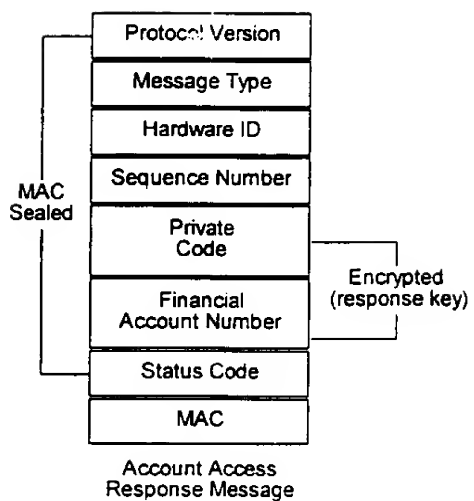 Protocol Version
Message Type
Hardware ID
Sequence Number
MAC
Sealed
Private
Code
Encrypted
(response key)
Financial
Account Number
Status Code
MAC
Account Access
Response Message